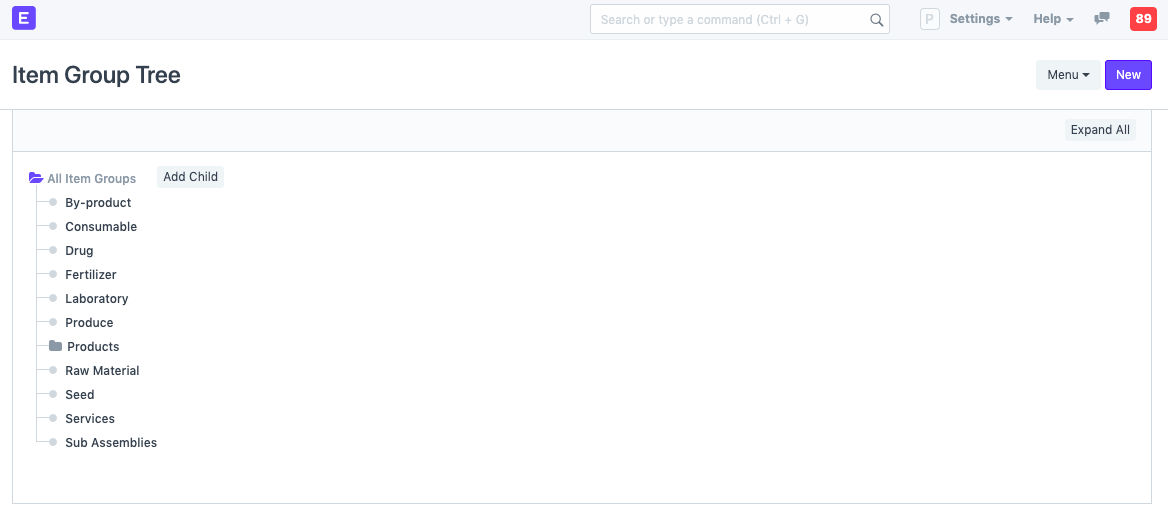 E
Search or type a command (Ctrl + G)
P Settings Help 89
Item Group Tree
Menu New
Expand All
All Item Groups Add Child
By-product
Consumable
Drug
Fertilizer
Laboratory
Produce
Products
Raw Material
Seed
Services
Sub Assemblies